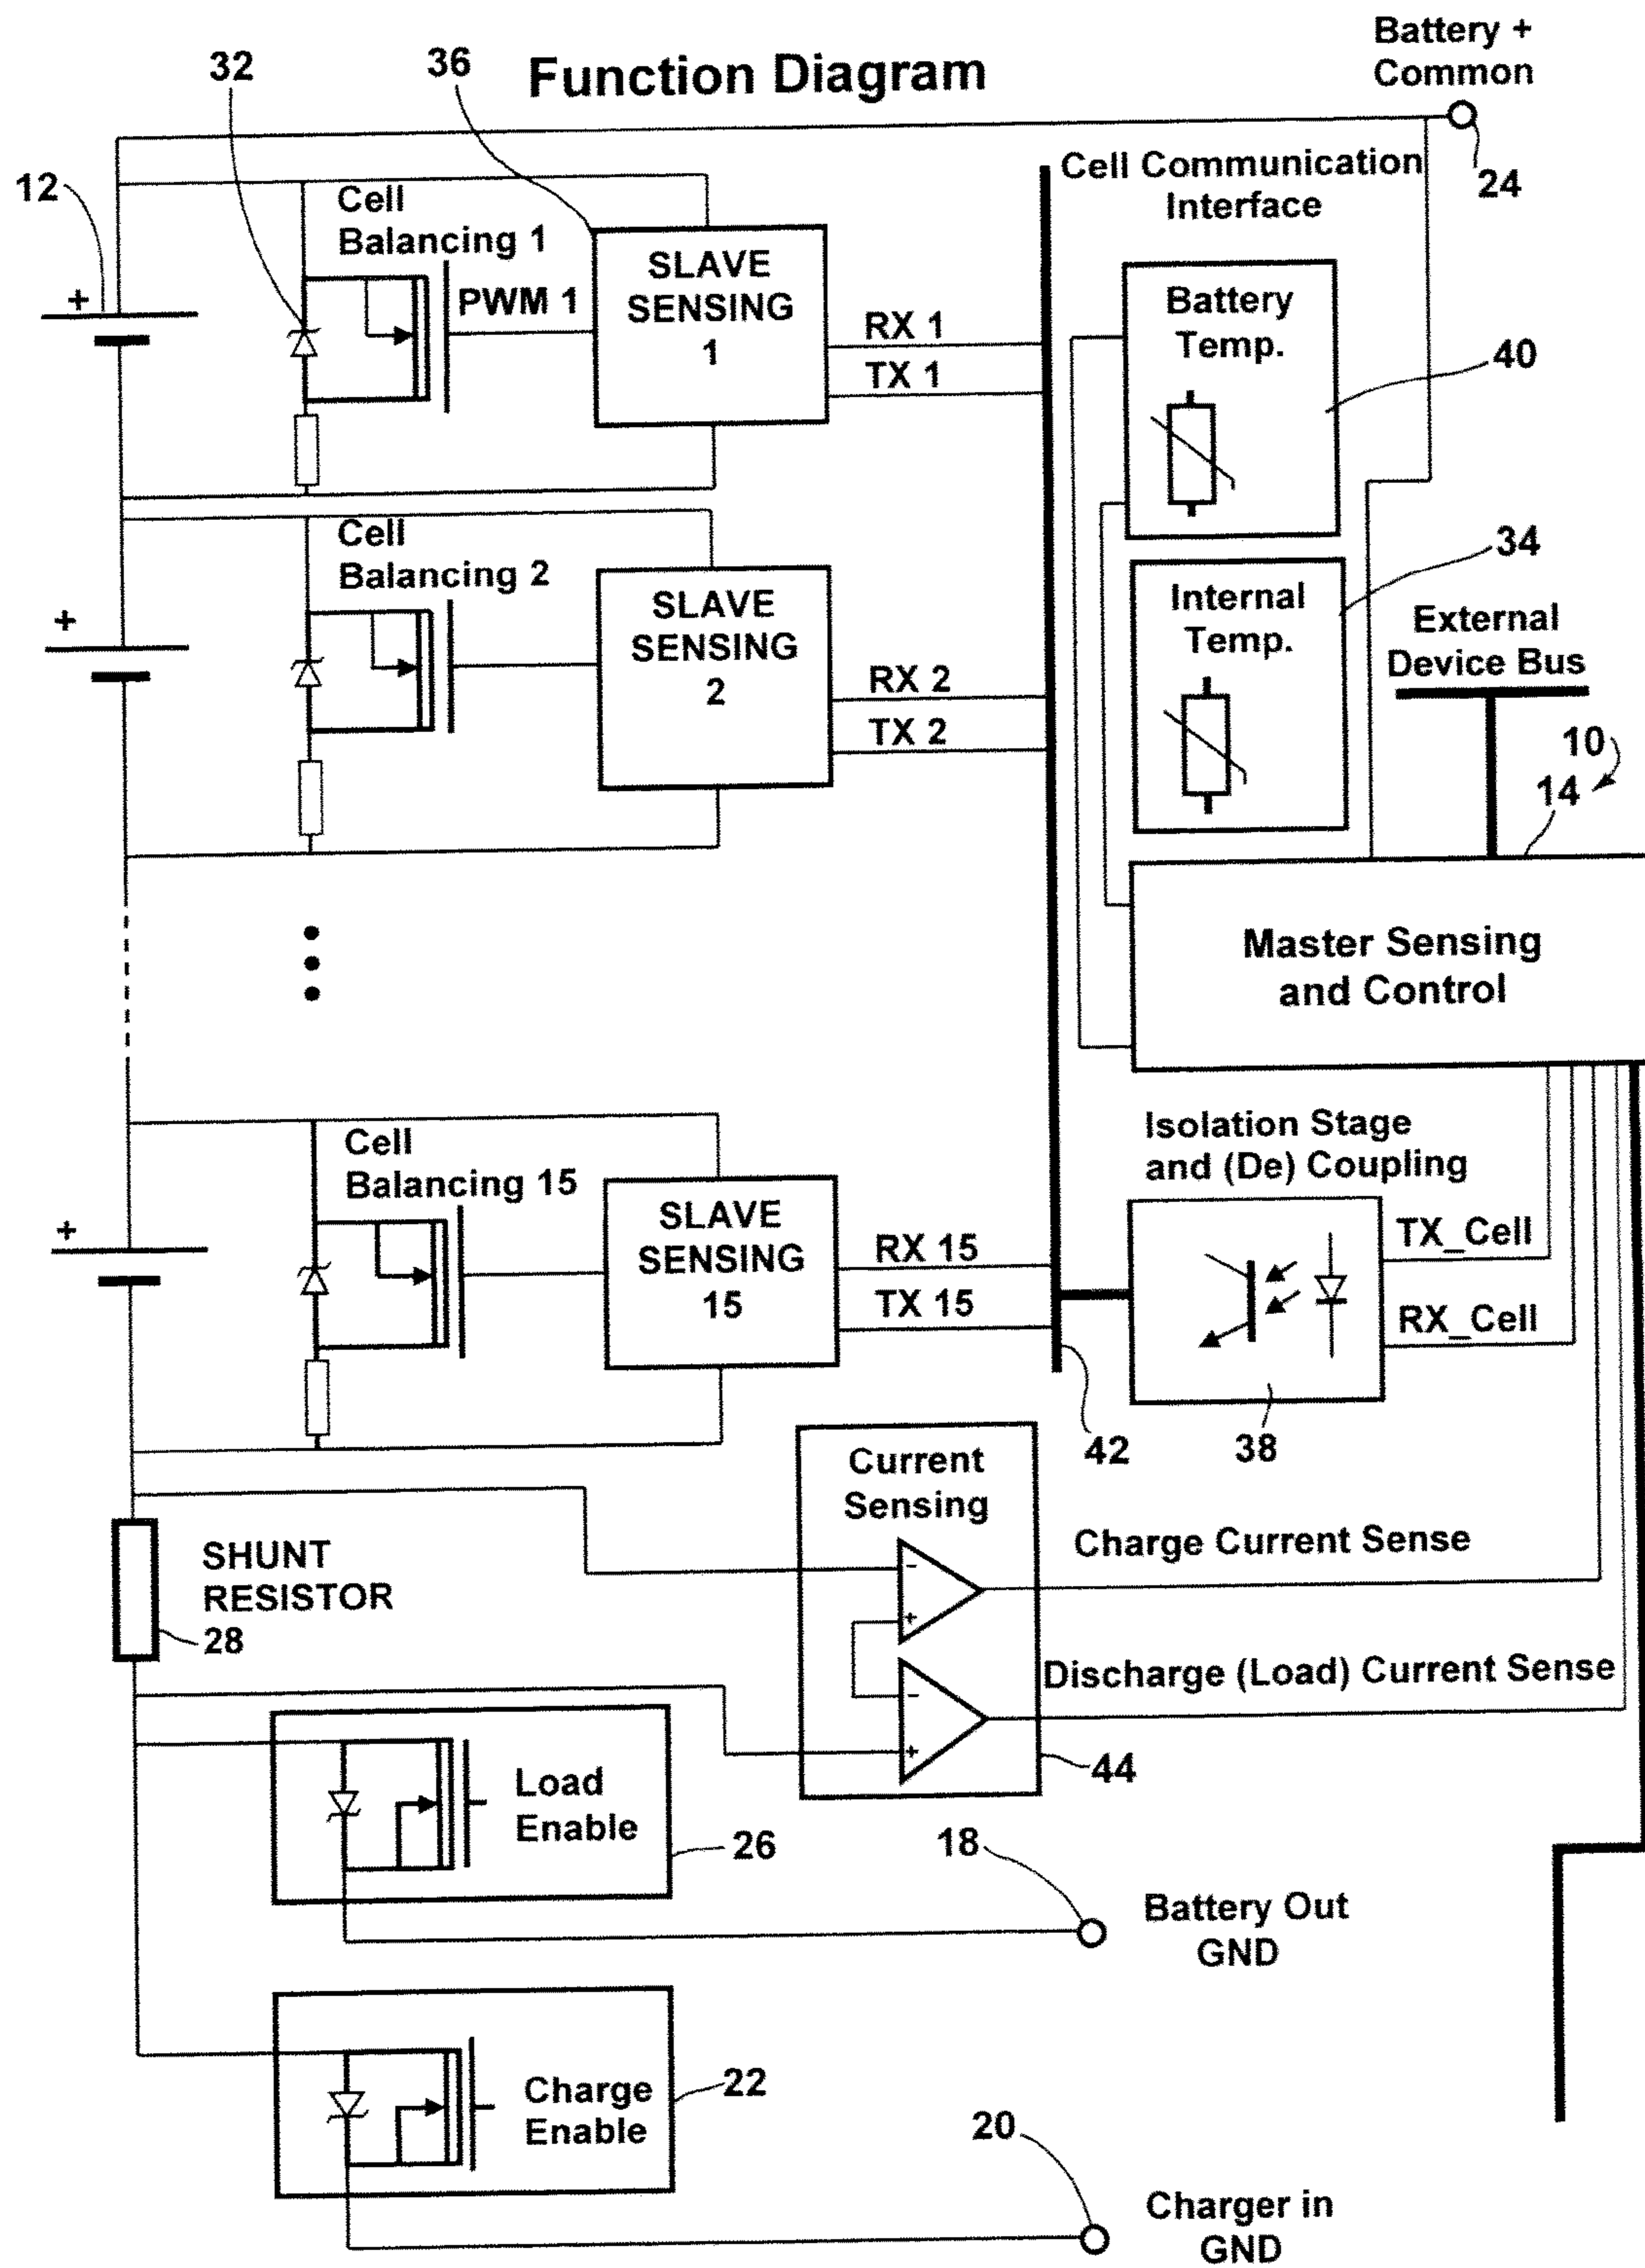 Function Diagram
Battery +
Common
24
32
36
12
+
Cell
Balancing 1
PWM 1
SLAVE
SENSING
1
RX 1
TX 1
Cell Communication
Interface
Battery
Temp.
40
Cell
Balancing 2
+
SLAVE
SENSING
2
RX 2
TX 2
Internal
Temp.
34
External
Device Bus
10
14
Master Sensing
and Control
Cell
Balancing 15
+
SLAVE
SENSING
15
RX 15
TX 15
Isolation Stage
and (De) Coupling
TX_Cell
RX_Cell
38
42
SHUNT
RESISTOR
28
Current
Sensing
-
+
-
+
44
Charge Current Sense
Discharge (Load) Current Sense
Load
Enable
26
18
Battery Out
GND
Charge
Enable
22
20
Charger in
GND